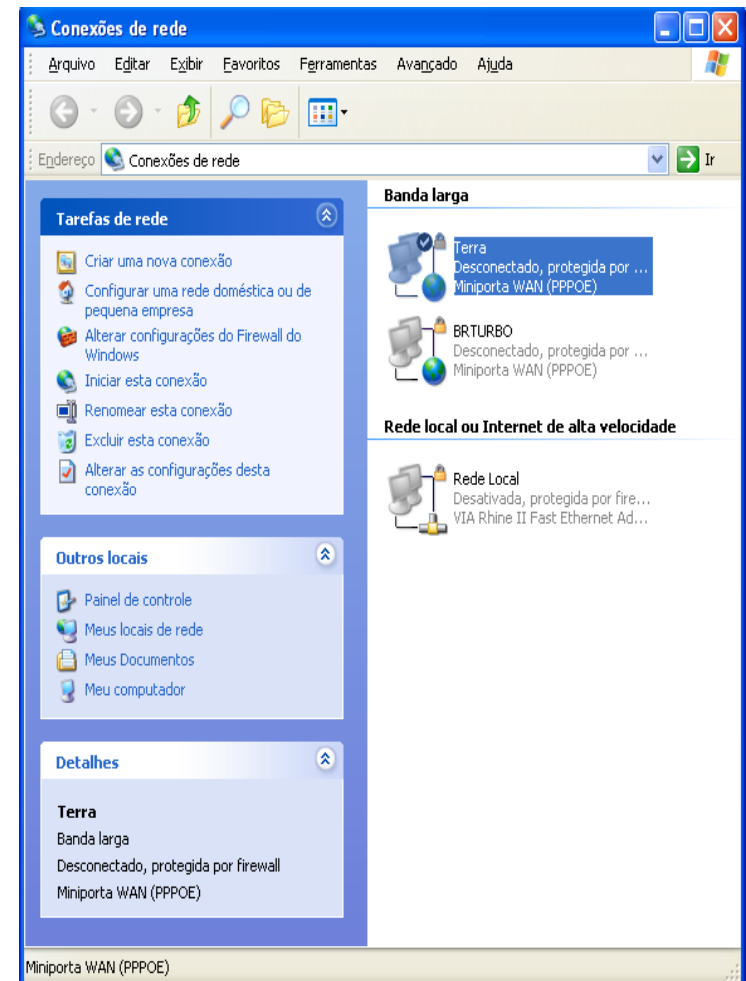 Conexões de rede
Arquivo Editar Exibir Favoritos Ferramentas Avançado Ajuda
Endereço Conexões de rede Ir
Tarefas de rede
Criar uma nova conexão
Configurar uma rede doméstica ou de
pequena empresa
Alterar configurações do Firewall do
Windows
Iniciar esta conexão
Renomear esta conexão
Excluir esta conexão
Alterar as configurações desta
conexão
Outros locais
Painel de controle
Meus locais de rede
Meus Documentos
Meu computador
Detalhes
Terra
Banda larga
Desconectado, protegida por firewall
Miniporta WAN (PPPOE)
Banda larga
Terra
Desconectado, protegida por ...
Miniporta WAN (PPPOE)
BRTURBO
Desconectado, protegida por ...
Miniporta WAN (PPPOE)
Rede local ou Internet de alta velocidade
Rede Local
Desativada, protegida por fire...
VIA Rhine II Fast Ethernet Ad...
Miniporta WAN (PPPOE)